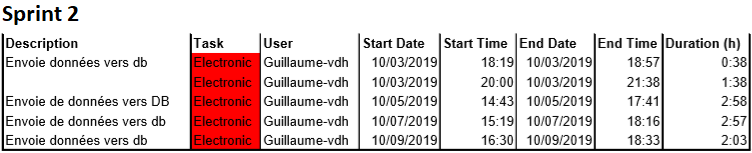 Sprint 2
Description Task User Start Date Start Time End Date End Time Duration (h)
Envoie données vers db Electronic Guillaume-vdh 10/03/2019 18:19 10/03/2019 18:57 0:38
Electronic Guillaume-vdh 10/03/2019 20:00 10/03/2019 21:38 1:38
Envoie de données vers DB Electronic Guillaume-vdh 10/05/2019 14:43 10/05/2019 17:41 2:58
Envoie de données vers db Electronic Guillaume-vdh 10/07/2019 15:19 10/07/2019 18:16 2:57
Envoie données vers db Electronic Guillaume-vdh 10/09/2019 16:30 10/09/2019 18:33 2:03